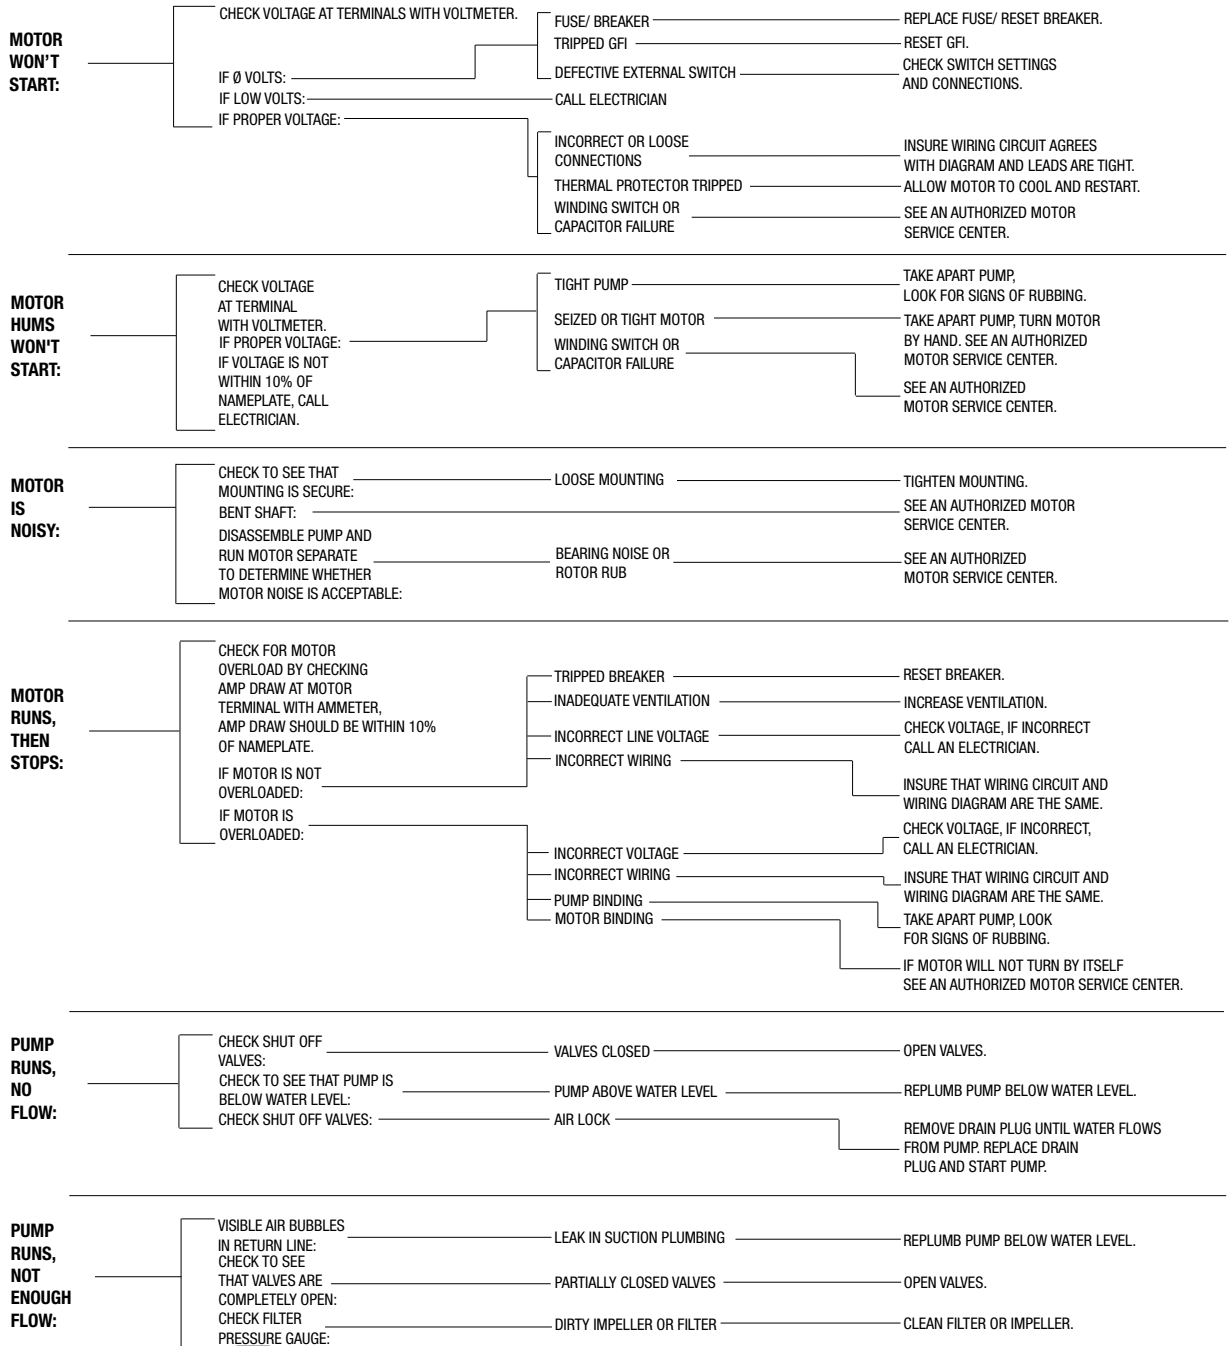 MOTOR
WON'T
START:
CHECK VOLTAGE AT TERMINALS WITH VOLTMETER.
IF Ø VOLTS:
FUSE/ BREAKER
REPLACE FUSE/ RESET BREAKER.
TRIPPED GFI
RESET GFI.
DEFECTIVE EXTERNAL SWITCH
CHECK SWITCH SETTINGS
AND CONNECTIONS.
IF LOW VOLTS:
CALL ELECTRICIAN
IF PROPER VOLTAGE:
INCORRECT OR LOOSE
CONNECTIONS
INSURE WIRING CIRCUIT AGREES
WITH DIAGRAM AND LEADS ARE TIGHT.
THERMAL PROTECTOR TRIPPED
ALLOW MOTOR TO COOL AND RESTART.
WINDING SWITCH OR
CAPACITOR FAILURE
SEE AN AUTHORIZED MOTOR
SERVICE CENTER.
MOTOR
HUMS
WON'T
START:
CHECK VOLTAGE
AT TERMINAL
WITH VOLTMETER.
IF PROPER VOLTAGE:
IF VOLTAGE IS NOT
WITHIN 10% OF
NAMEPLATE, CALL
ELECTRICIAN.
TIGHT PUMP
TAKE APART PUMP,
LOOK FOR SIGNS OF RUBBING.
SEIZED OR TIGHT MOTOR
TAKE APART PUMP, TURN MOTOR
BY HAND. SEE AN AUTHORIZED
MOTOR SERVICE CENTER.
WINDING SWITCH OR
CAPACITOR FAILURE
SEE AN AUTHORIZED
MOTOR SERVICE CENTER.
MOTOR
IS
NOISY:
CHECK TO SEE THAT
MOUNTING IS SECURE:
LOOSE MOUNTING
TIGHTEN MOUNTING.
BENT SHAFT:
SEE AN AUTHORIZED MOTOR
SERVICE CENTER.
DISASSEMBLE PUMP AND
RUN MOTOR SEPARATE
TO DETERMINE WHETHER
MOTOR NOISE IS ACCEPTABLE:
BEARING NOISE OR
ROTOR RUB
SEE AN AUTHORIZED
MOTOR SERVICE CENTER.
MOTOR
RUNS,
THEN
STOPS:
CHECK FOR MOTOR
OVERLOAD BY CHECKING
AMP DRAW AT MOTOR
TERMINAL WITH AMMETER,
AMP DRAW SHOULD BE WITHIN 10%
OF NAMEPLATE.
IF MOTOR IS NOT
OVERLOADED:
TRIPPED BREAKER
RESET BREAKER.
INADEQUATE VENTILATION
INCREASE VENTILATION.
INCORRECT LINE VOLTAGE
CHECK VOLTAGE, IF INCORRECT
CALL AN ELECTRICIAN.
INCORRECT WIRING
INSURE THAT WIRING CIRCUIT AND
WIRING DIAGRAM ARE THE SAME.
IF MOTOR IS
OVERLOADED:
INCORRECT VOLTAGE
CHECK VOLTAGE, IF INCORRECT,
CALL AN ELECTRICIAN.
INCORRECT WIRING
INSURE THAT WIRING CIRCUIT AND
WIRING DIAGRAM ARE THE SAME.
PUMP BINDING
TAKE APART PUMP, LOOK
FOR SIGNS OF RUBBING.
MOTOR BINDING
IF MOTOR WILL NOT TURN BY ITSELF
SEE AN AUTHORIZED MOTOR SERVICE CENTER.
PUMP
RUNS,
NO
FLOW:
CHECK SHUT OFF
VALVES:
VALVES CLOSED
OPEN VALVES.
CHECK TO SEE THAT PUMP IS
BELOW WATER LEVEL:
PUMP ABOVE WATER LEVEL
REPLUMB PUMP BELOW WATER LEVEL.
CHECK SHUT OFF VALVES:
AIR LOCK
REMOVE DRAIN PLUG UNTIL WATER FLOWS
FROM PUMP. REPLACE DRAIN
PLUG AND START PUMP.
PUMP
RUNS,
NOT
ENOUGH
FLOW:
VISIBLE AIR BUBBLES
IN RETURN LINE:
LEAK IN SUCTION PLUMBING
REPLUMB PUMP BELOW WATER LEVEL.
CHECK TO SEE
THAT VALVES ARE
COMPLETELY OPEN:
PARTIALLY CLOSED VALVES
OPEN VALVES.
CHECK FILTER
PRESSURE GAUGE:
DIRTY IMPELLER OR FILTER
CLEAN FILTER OR IMPELLER.